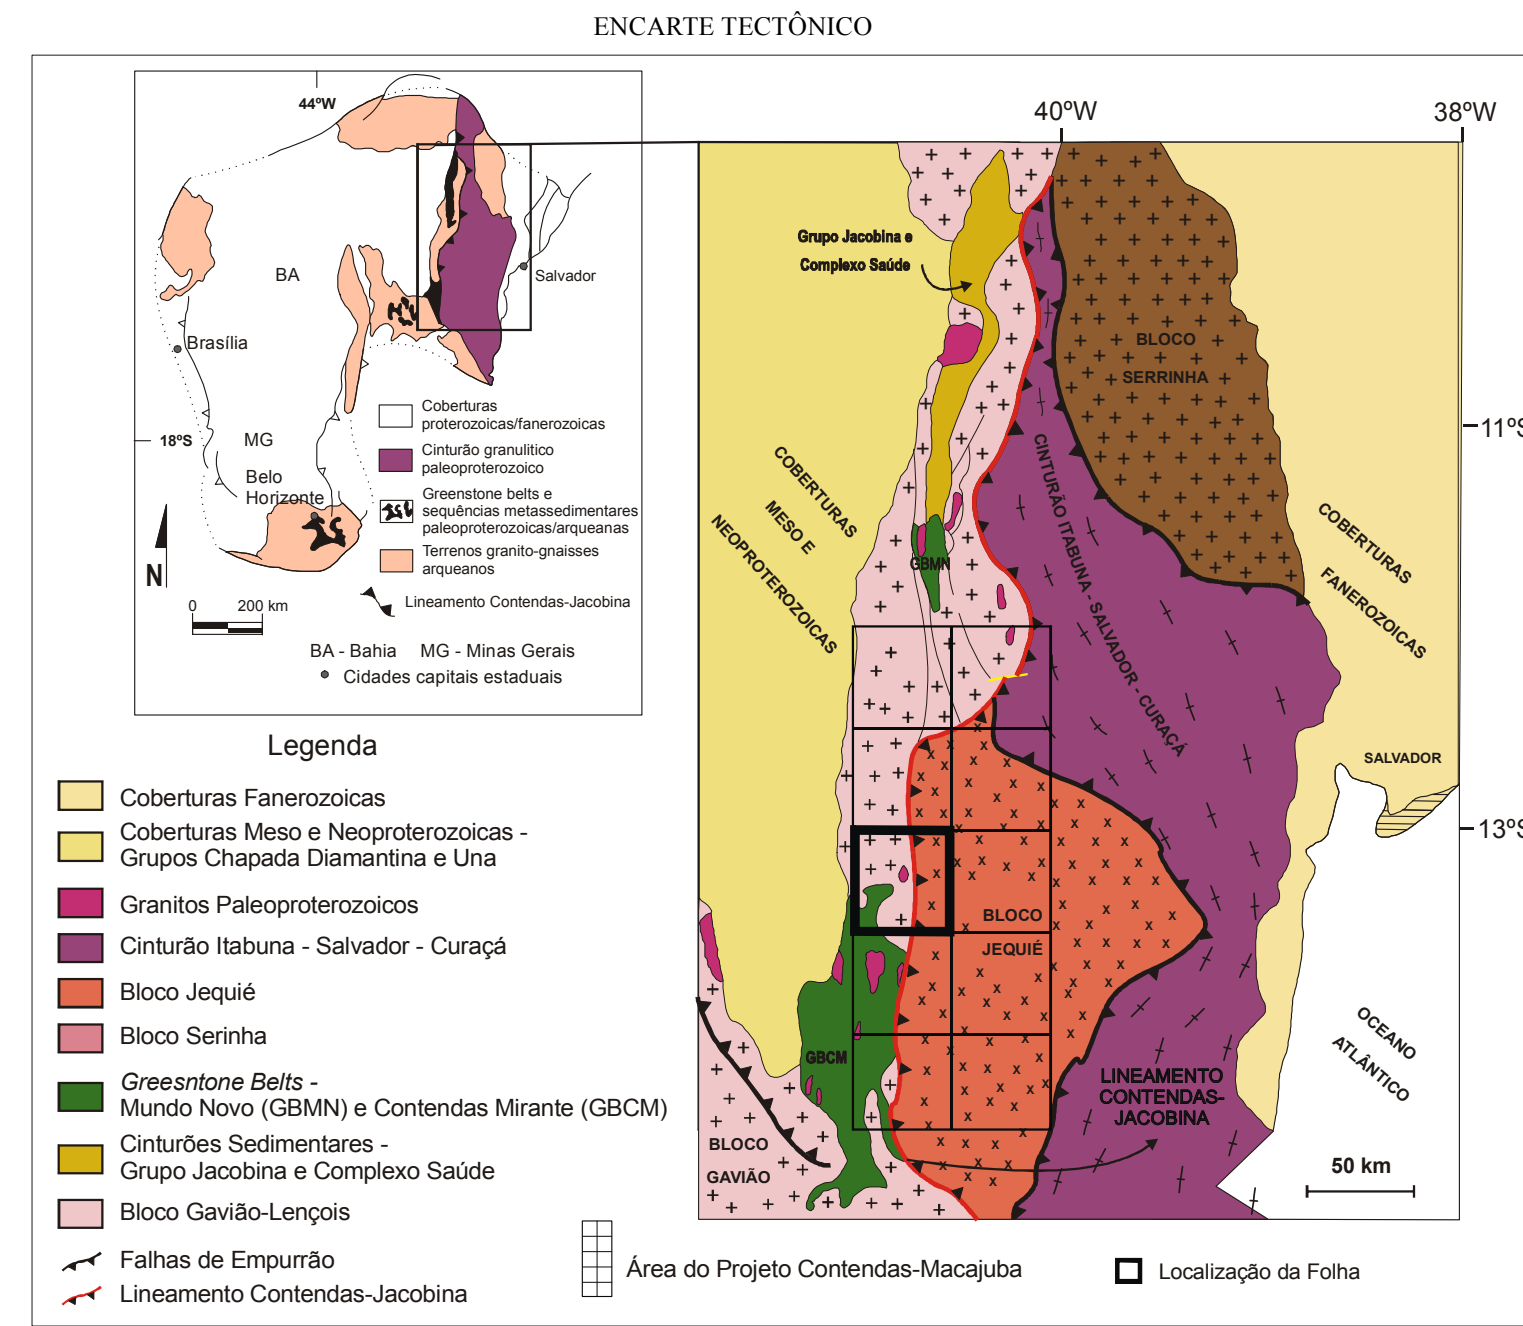 ENCARTE TECTÔNICO
44ºW
BA
Salvador
Brasília
18ºS
MG
Belo
Horizonte
N
0 200 km
Coberturas
proterozoicas/fanerozoicas
Cinturão granulitico
paleoproterozoico
Greenstone belts e
sequências metassedimentares
paleoproterozoicas/arqueanas
Terrenos granito-gnaisses
arqueanos
Lineamento Contendas-Jacobina
BA - Bahia MG - Minas Gerais
Cidades capitais estaduais
40ºW
38ºW
11ºS
13ºS
Grupo Jacobina e
Complexo Saúde
BLOCO
SERRINHA
COBERTURAS
MESO E
NEOPROTEROZOICAS
CINTURÃO ITABUNA - SALVADOR - CURAÇÁ
COBERTURAS
FANEROZOICAS
GBMN
SALVADOR
BLOCO
JEQUIÉ
GBCM
OCEANO
ATLÂNTICO
LINEAMENTO
CONTENDAS-
JACOBINA
BLOCO
GAVIÃO
50 km
Legenda
Coberturas Fanerozoicas
Coberturas Meso e Neoproterozoicas -
Grupos Chapada Diamantina e Una
Granitos Paleoproterozoicos
Cinturão Itabuna - Salvador - Curaçá
Bloco Jequié
Bloco Serinha
Greesntone Belts -
Mundo Novo (GBMN) e Contendas Mirante (GBCM)
Cinturões Sedimentares -
Grupo Jacobina e Complexo Saúde
Bloco Gavião-Lençois
Falhas de Empurrão
Lineamento Contendas-Jacobina
Área do Projeto Contendas-Macajuba
Localização da Folha